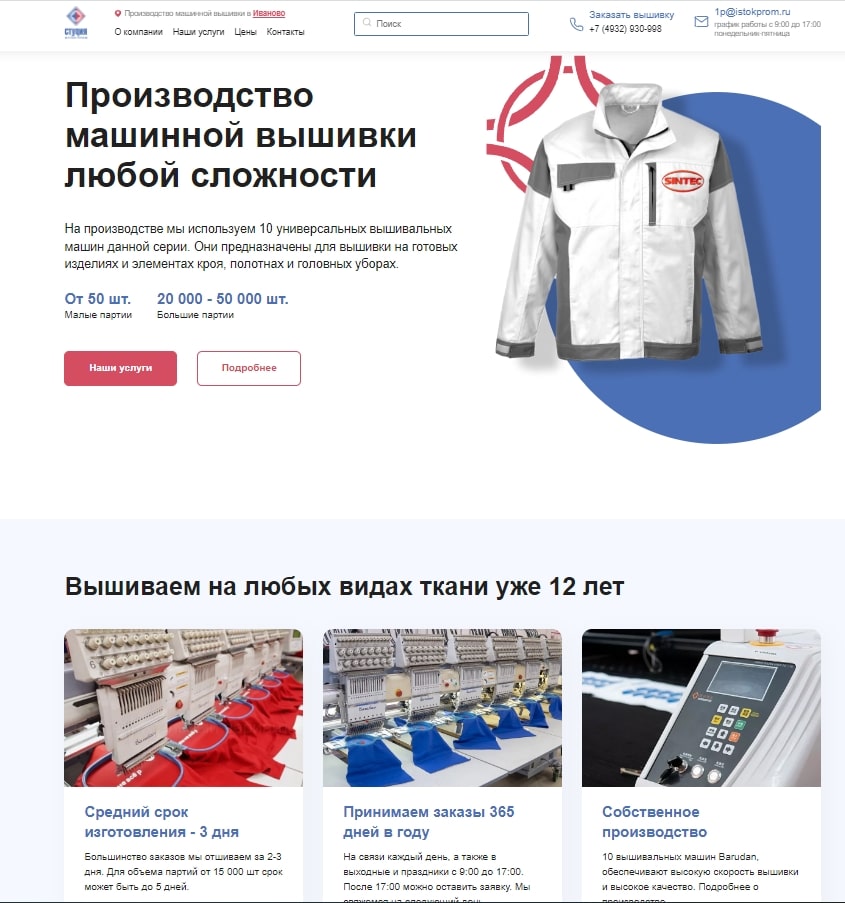 студия
Производство машинной вышивки в Иваново
О компании Наши услуги Цены Контакты
Поиск
Заказать вышивку
+7 (4932) 930-998
1p@istokprom.ru
график работы с 9:00 до 17:00
понедельник-пятница
Производство
машинной вышивки
любой сложности
SINTEC
На производстве мы используем 10 универсальных вышивальных
машин данной серии. Они предназначены для вышивки на готовых
изделиях и элементах кроя, полотнах и головных уборах.
От 50 шт.
Малые партии
20 000 - 50 000 шт.
Большие партии
Наши услуги
Подробнее
Вышиваем на любых видах ткани уже 12 лет
Средний срок
изготовления - 3 дня
Большинство заказов мы отшиваем за 2-3
дня. Для объема партий от 15 000 шт срок
может быть до 5 дней.
Принимаем заказы 365
дней в году
На связи каждый день, а также в
выходные и праздники с 9:00 до 17:00.
После 17:00 можно оставить заявку. Мы
свяжемся на следующий день
Собственное
производство
10 вышивальных машин Barudan,
обеспечивают высокую скорость вышивки
и высокое качество. Подробнее о
производстве